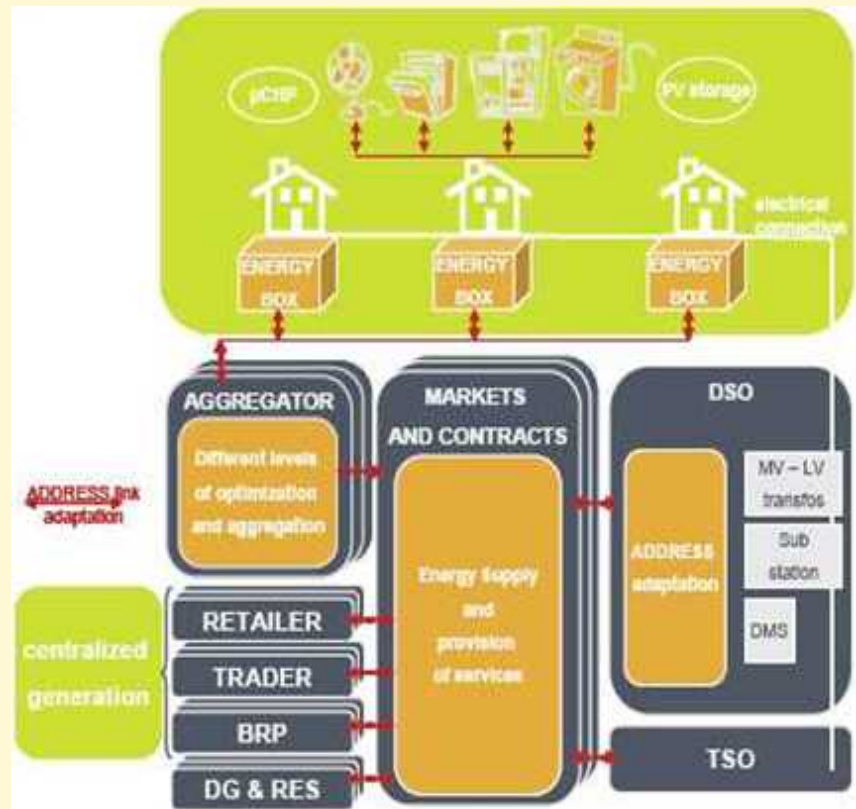 µCHP
PV storage
electrical
connection
ENERGY
BOX
ENERGY
BOX
ENERGY
BOX
AGGREGATOR
Different levels
of optimization
and aggregation
MARKETS
AND CONTRACTS
Energy Supply
and
provision
of services
DSO
ADDRESS
adaptation
MV – LV
transfos
Sub
station
DMS
ADDRESS link
adaptation
centralized
generation
RETAILER
TRADER
BRP
DG & RES
TSO